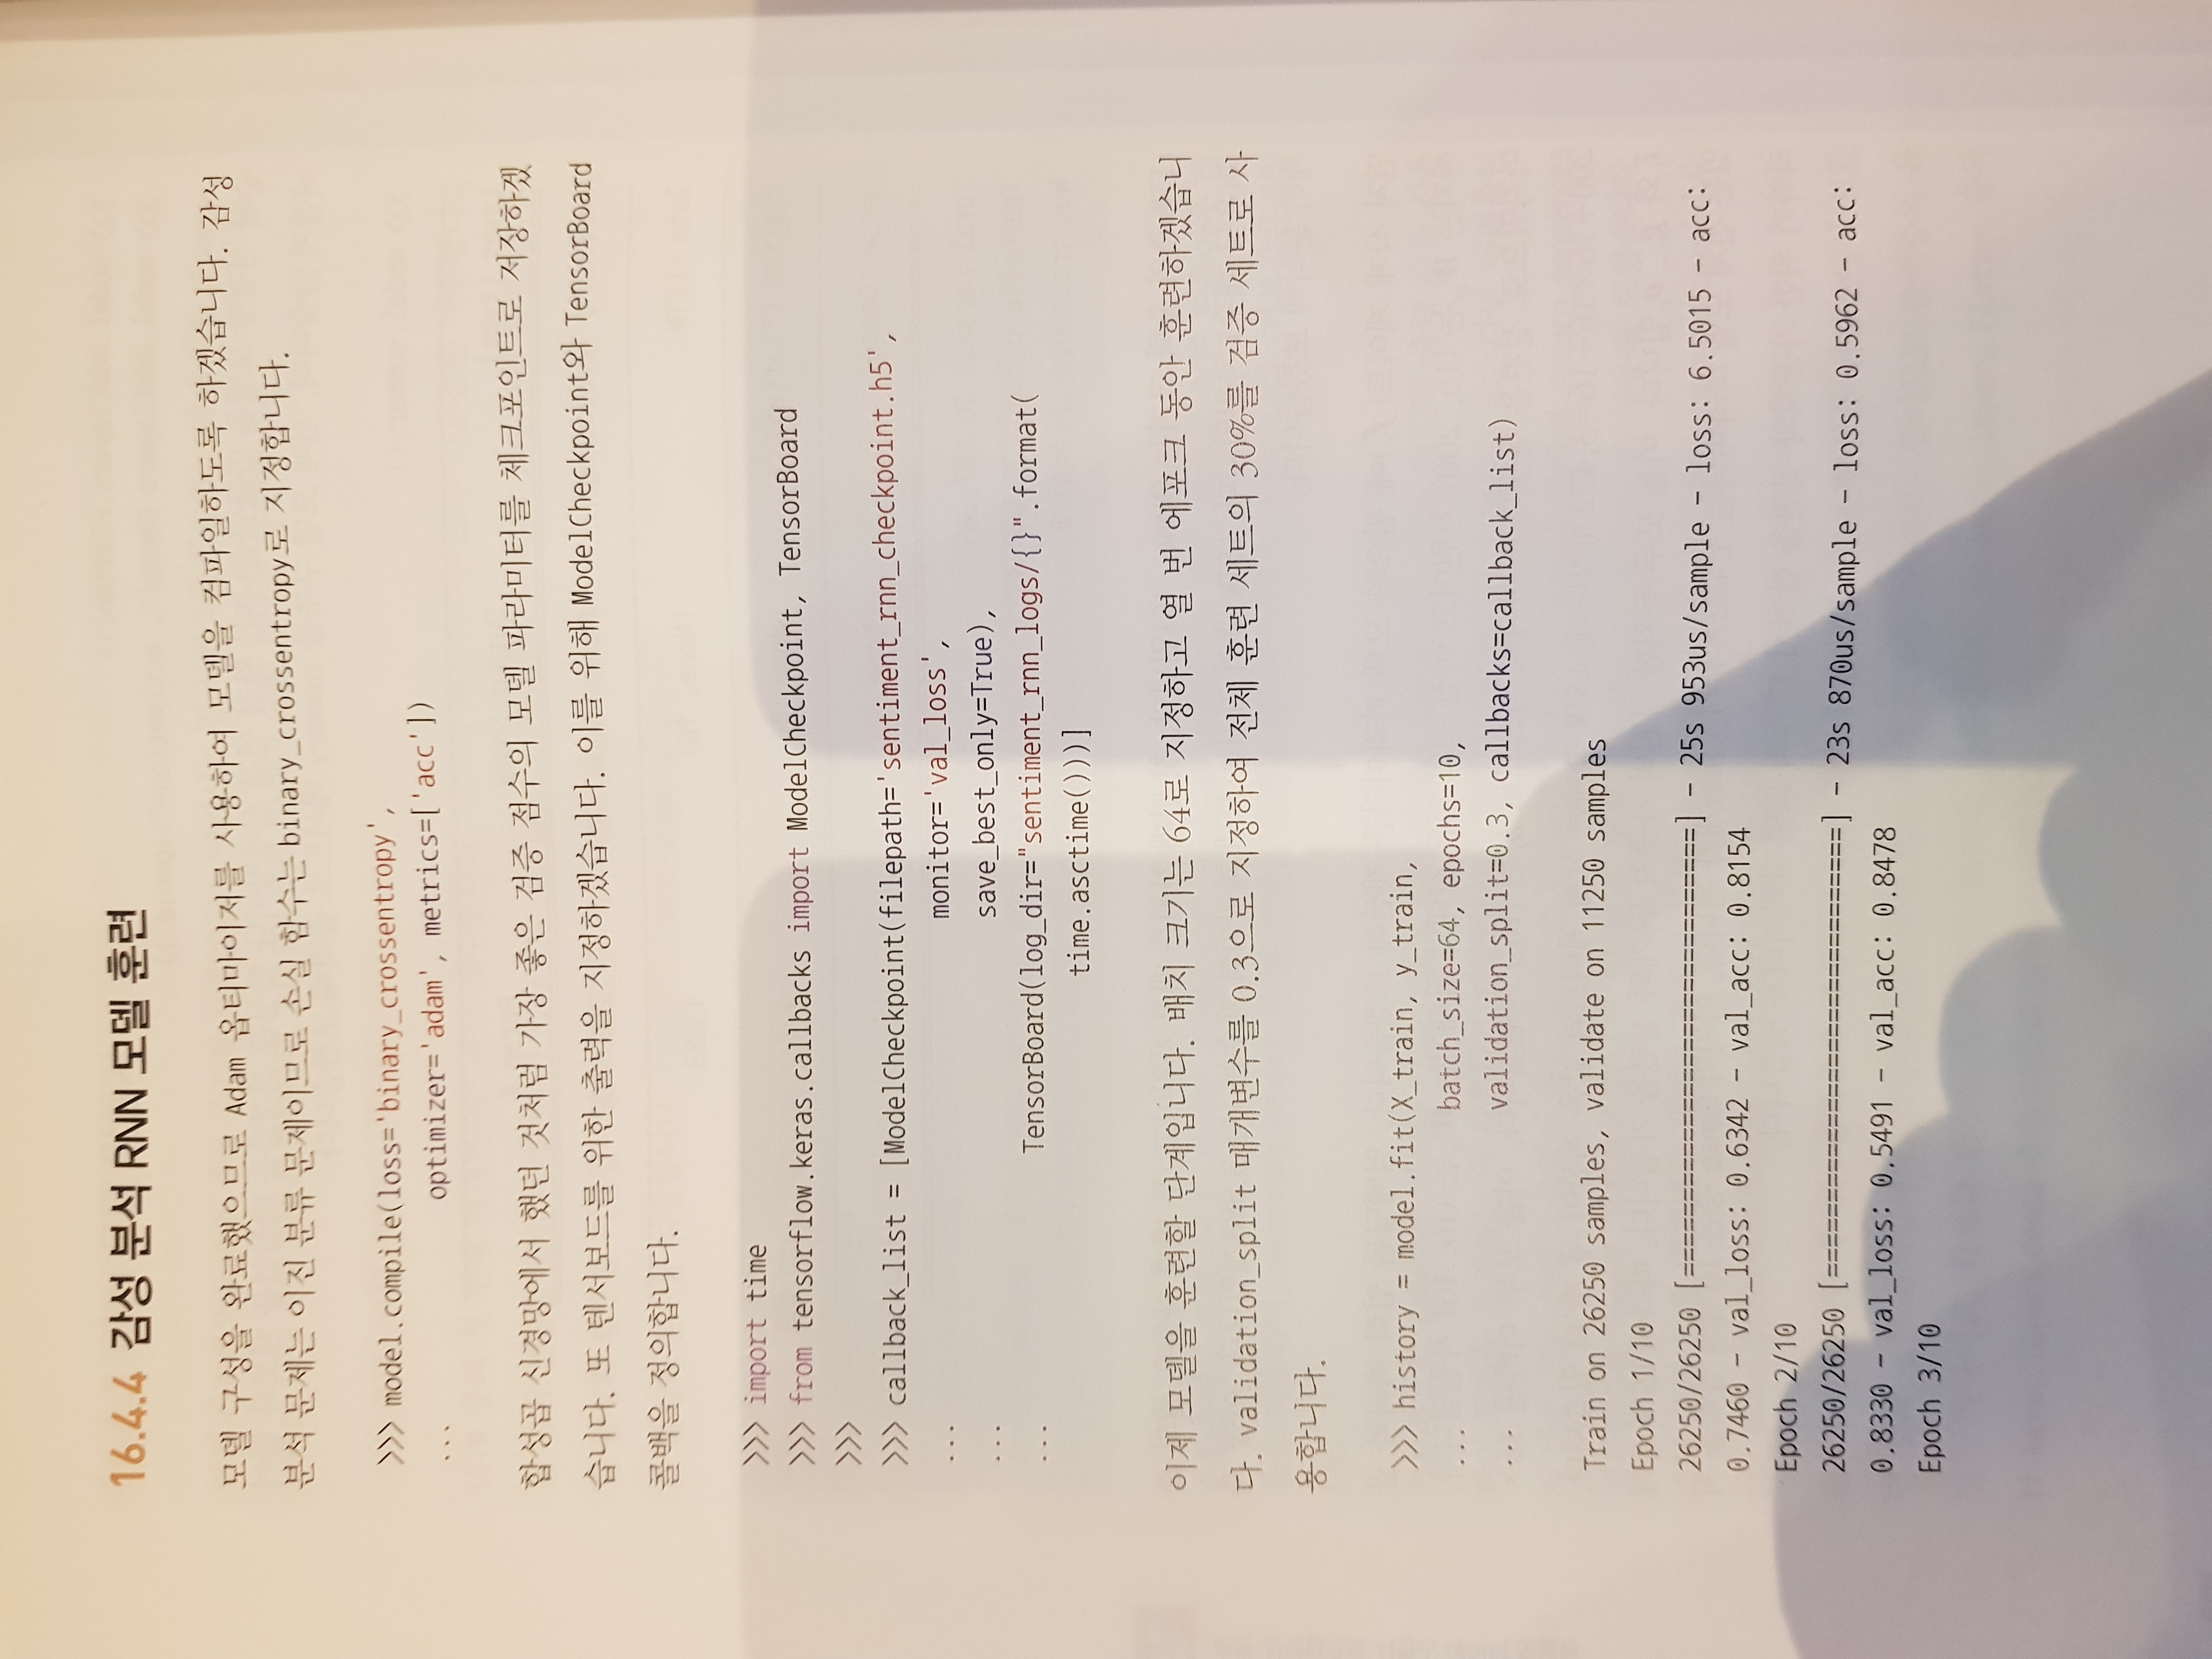 16.4.4 감성 분석 RNN 모델 훈련
모델 구성을 완료했으므로 Adam 옵티마이저를 사용하여 모델을 컴파일하도록 하겠습니다. 감성
분석 문제는 이진 분류 문제이므로 손실 함수는 binary_crossentropy로 지정합니다.
>>> model.compile(loss='binary_crossentropy',
...               optimizer='adam', metrics=['acc'])
합성곱 신경망에서 했던 것처럼 가장 좋은 검증 점수의 모델 파라미터를 체크포인트로 저장하겠
습니다. 또 텐서보드를 위한 출력을 지정하겠습니다. 이를 위해 ModelCheckpoint와 TensorBoard
콜백을 정의합니다.
>>> import time
>>> from tensorflow.keras.callbacks import ModelCheckpoint, TensorBoard
>>>
>>> callback_list = [ModelCheckpoint(filepath='sentiment_rnn_checkpoint.h5',
...                                  monitor='val_loss',
...                                  save_best_only=True),
...                  TensorBoard(log_dir="sentiment_rnn_logs/{}".format(
                                 time.asctime()))]
이제 모델을 훈련할 단계입니다. 배치 크기는 64로 지정하고 열 번 에포크 동안 훈련하겠습니
다. validation_split 매개변수를 0.3으로 지정하여 전체 훈련 세트의 30%를 검증 세트로 사
용합니다.
>>> history = model.fit(X_train, y_train,
...                     batch_size=64, epochs=10,
...                     validation_split=0.3, callbacks=callback_list)
Train on 26250 samples, validate on 11250 samples
Epoch 1/10
26250/26250 [==============================] - 25s 953us/sample - loss: 6.5015 - acc:
0.7460 - val_loss: 0.6342 - val_acc: 0.8154
Epoch 2/10
26250/26250 [==============================] - 23s 870us/sample - loss: 0.5962 - acc:
0.8330 - val_loss: 0.5491 - val_acc: 0.8478
Epoch 3/10